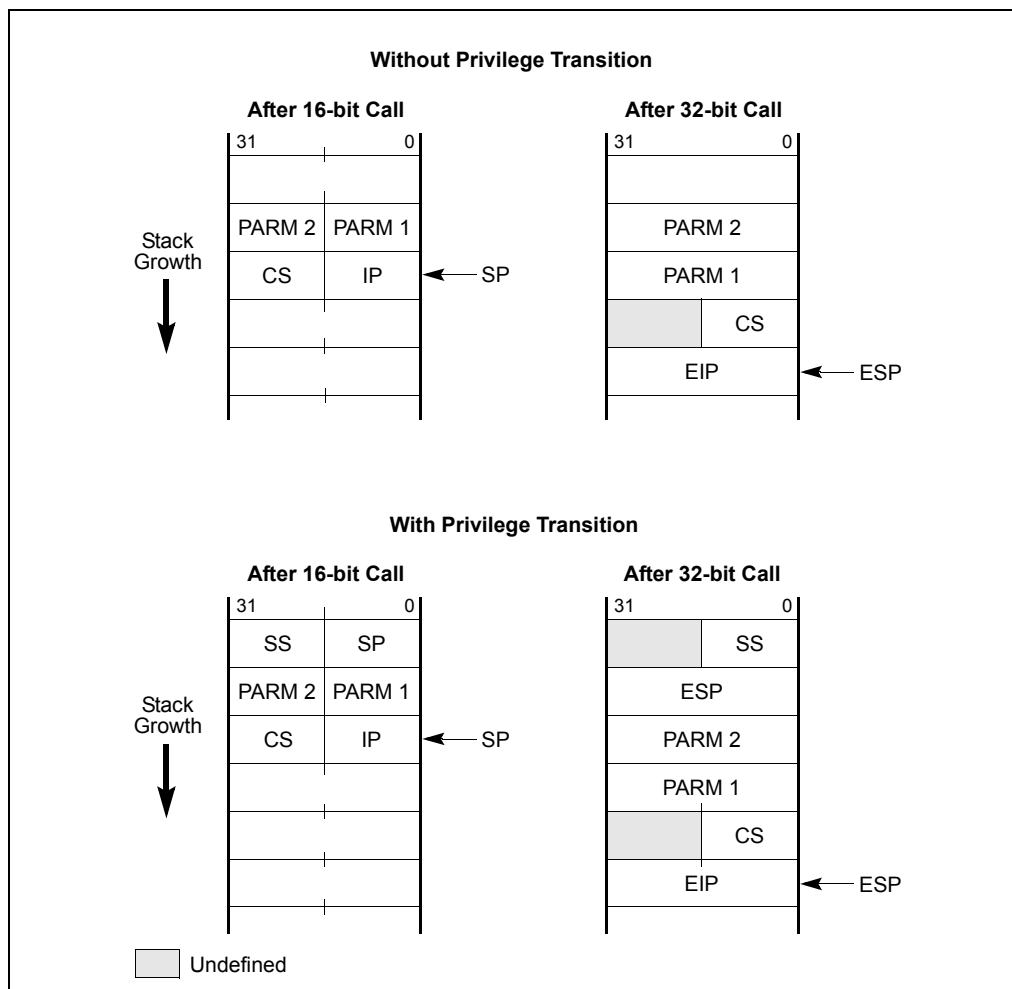 Without Privilege Transition
After 16-bit Call
After 32-bit Call
31 0
31 0
PARM 2 PARM 1
PARM 2
Stack
Growth
CS IP
SP
PARM 1
CS
EIP
ESP
With Privilege Transition
After 16-bit Call
After 32-bit Call
31 0
31 0
SS SP
SS
PARM 2 PARM 1
ESP
Stack
Growth
CS IP
SP
PARM 2
PARM 1
CS
EIP
ESP
Undefined